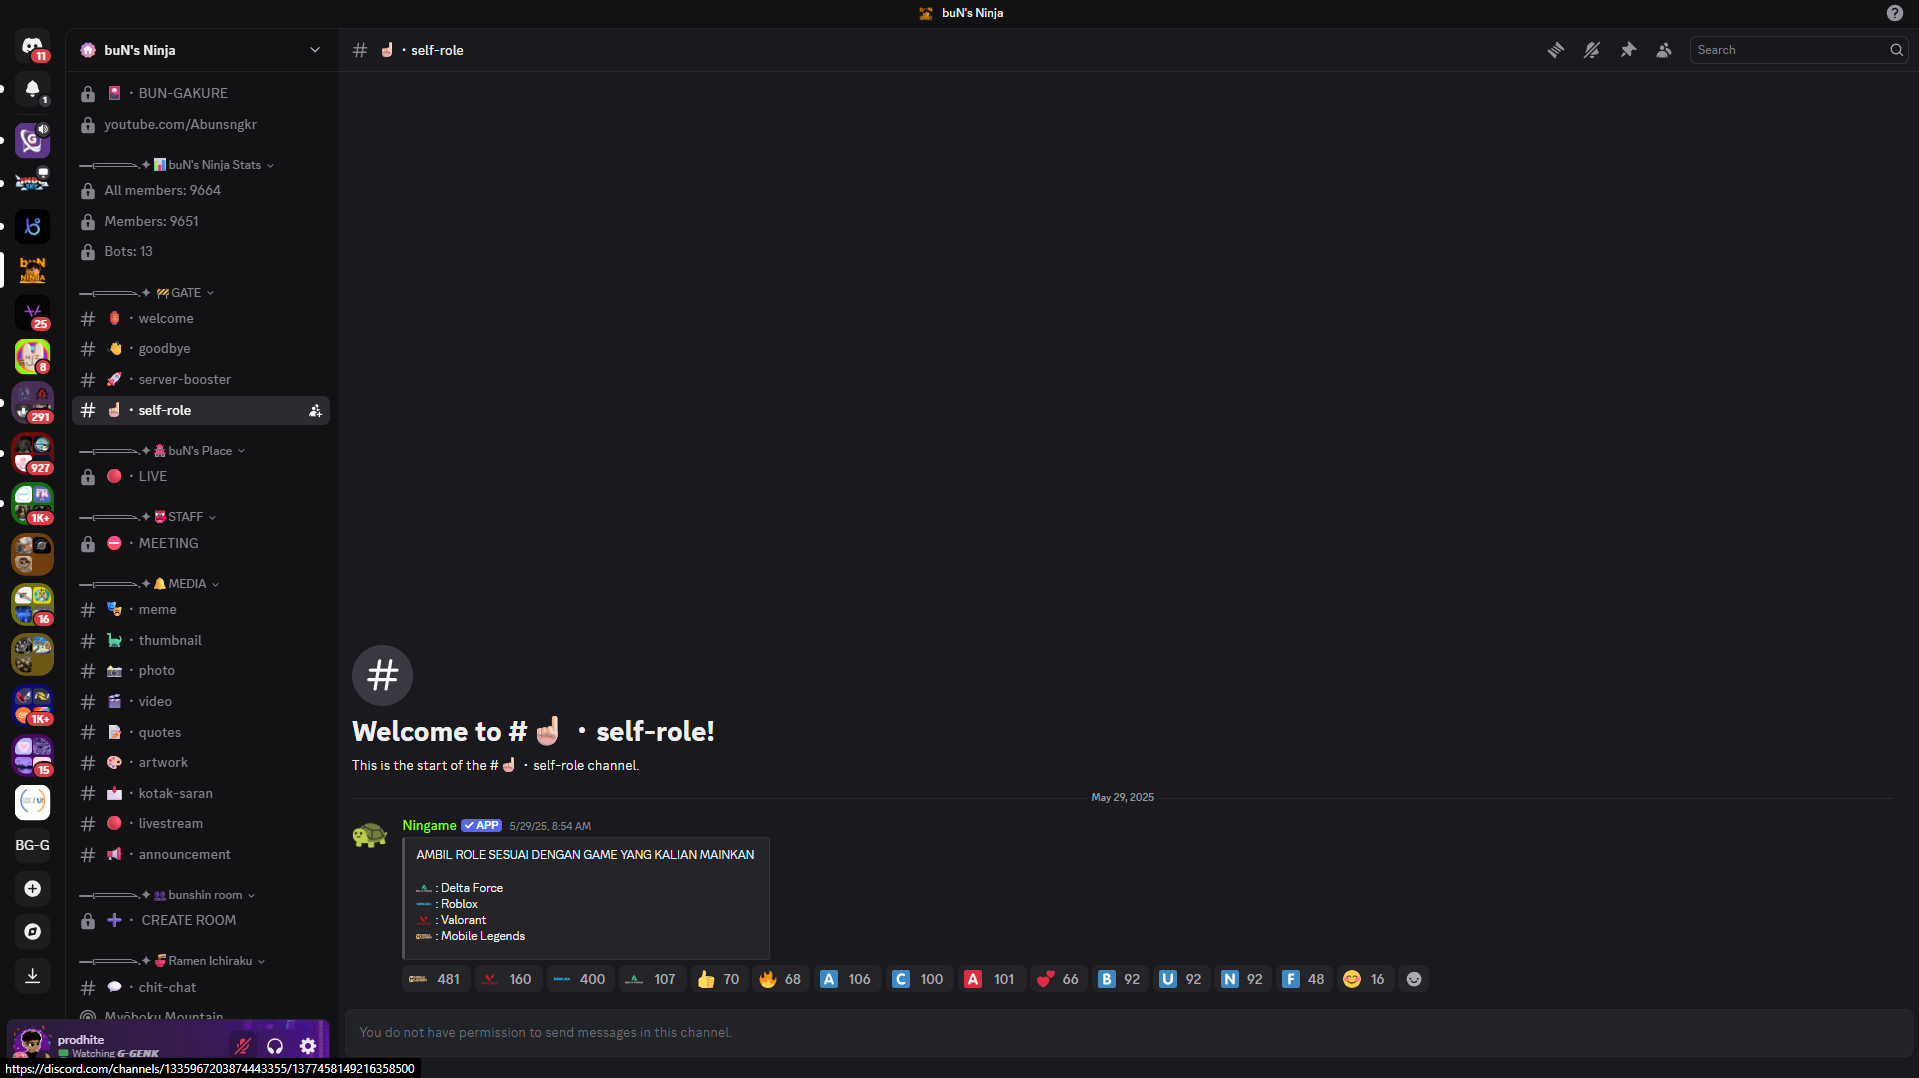 buN's Ninja
11
buN's Ninja
self-role
Search
1
BUN-GAKURE
youtube.com/Abunsngkr
buN's Ninja Stats
All members: 9664
Members: 9651
Bots: 13
GATE
welcome
goodbye
server-booster
self-role
buN's Place
LIVE
STAFF
MEETING
MEDIA
meme
thumbnail
photo
video
quotes
artwork
kotak-saran
livestream
announcement
bunshin room
CREATE ROOM
Ramen Ichiraku
chit-chat
Myōboku Mountain
buN
NINJA
25
8
291
927
1K+
16
1K+
15
BG-G
prodhite
Watching G-GENK
Welcome to # ・self-role!
This is the start of the # ・self-role channel.
May 29, 2025
Ningame APP 5/29/25, 8:54 AM
AMBIL ROLE SESUAI DENGAN GAME YANG KALIAN MAINKAN
: Delta Force
: Roblox
: Valorant
: Mobile Legends
481 160 400 107 70 68 A 106 C 100 A 101 66 B 92 U 92 N 92 F 48 16
You do not have permission to send messages in this channel.
https://discord.com/channels/1335967203874443355/1377458149216358500